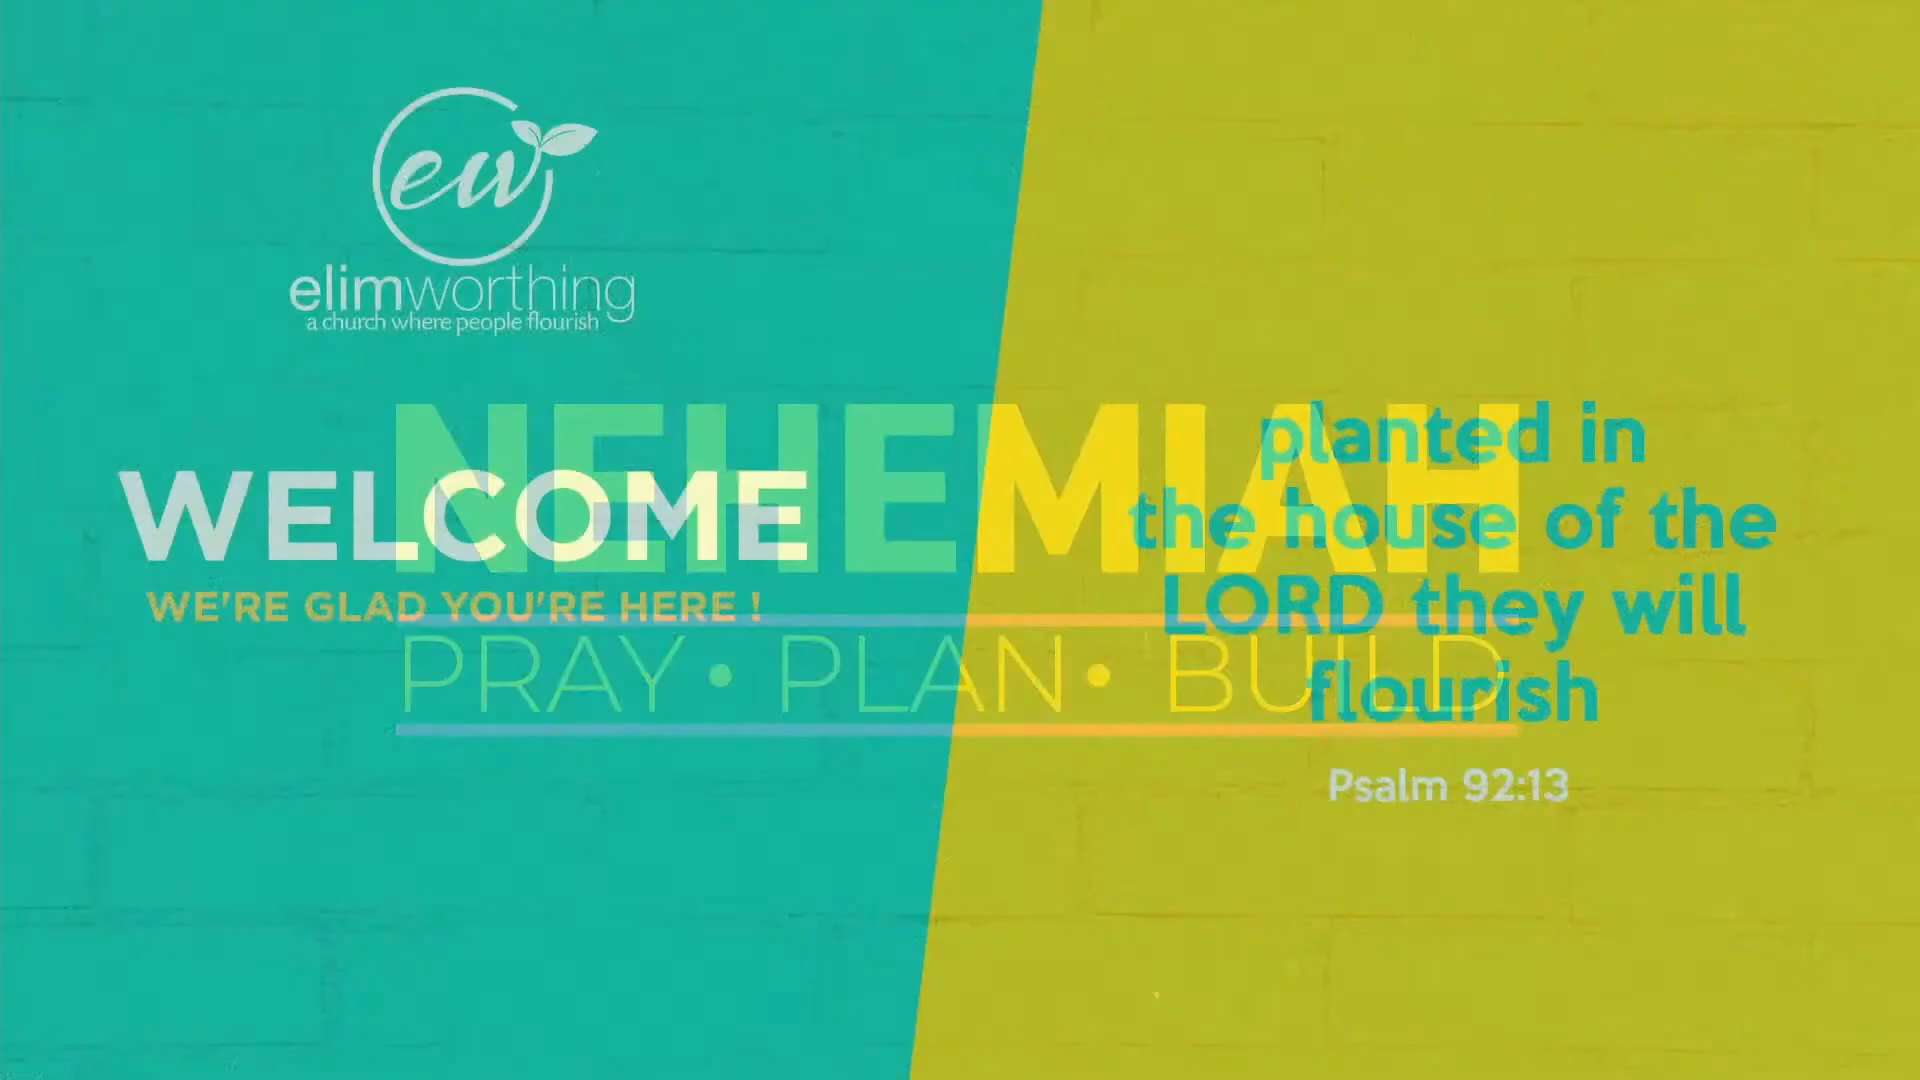 ew
elimworthing
a church where people flourish
WELCOME
WE'RE GLAD YOU'RE HERE !
NEHEMIAH
PRAY • PLAN • BUILD
planted in
the house of the
LORD they will
flourish
Psalm 92:13